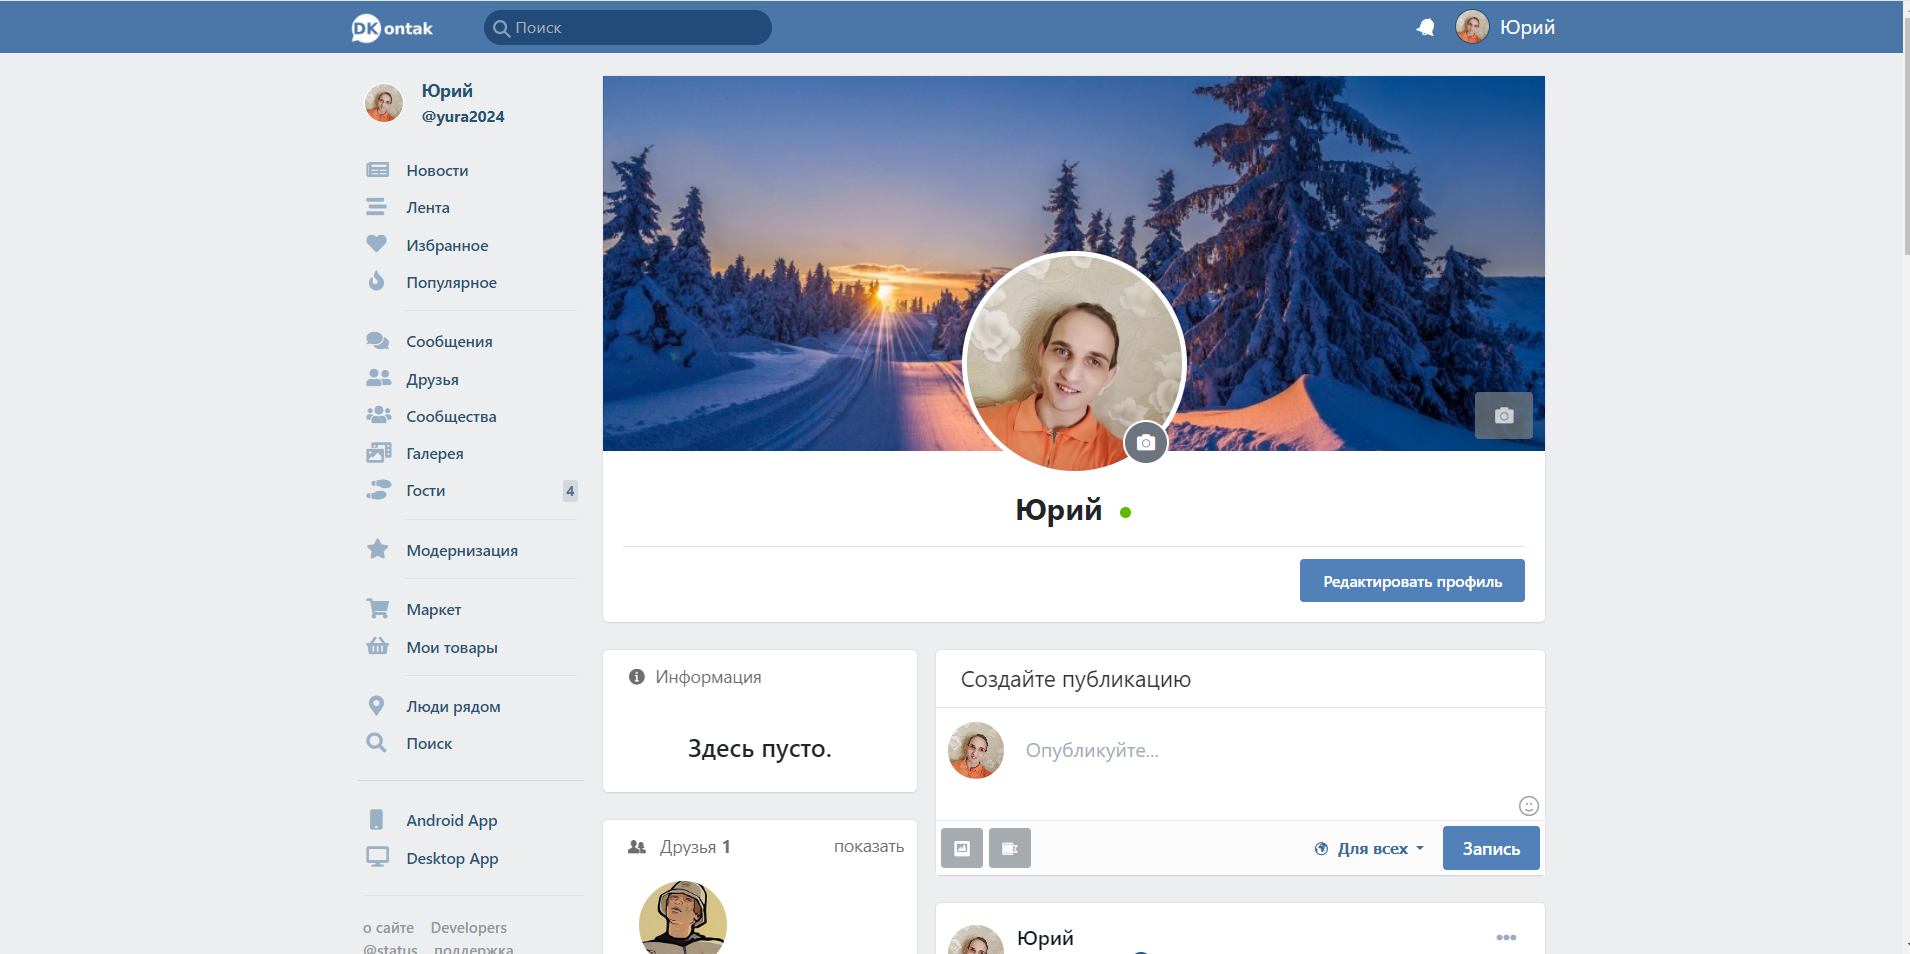 DKontak
Поиск
Юрий
Юрий
@yura2024
Новости
Лента
Избранное
Популярное
Сообщения
Друзья
Сообщества
Галерея
Гости 4
Модернизация
Маркет
Мои товары
Люди рядом
Поиск
Android App
Desktop App
о сайте Developers
@status поддержка
Юрий
Редактировать профиль
Информация
Здесь пусто.
Друзья 1 показать
Создайте публикацию
Опубликуйте...
Для всех Запись
Юрий